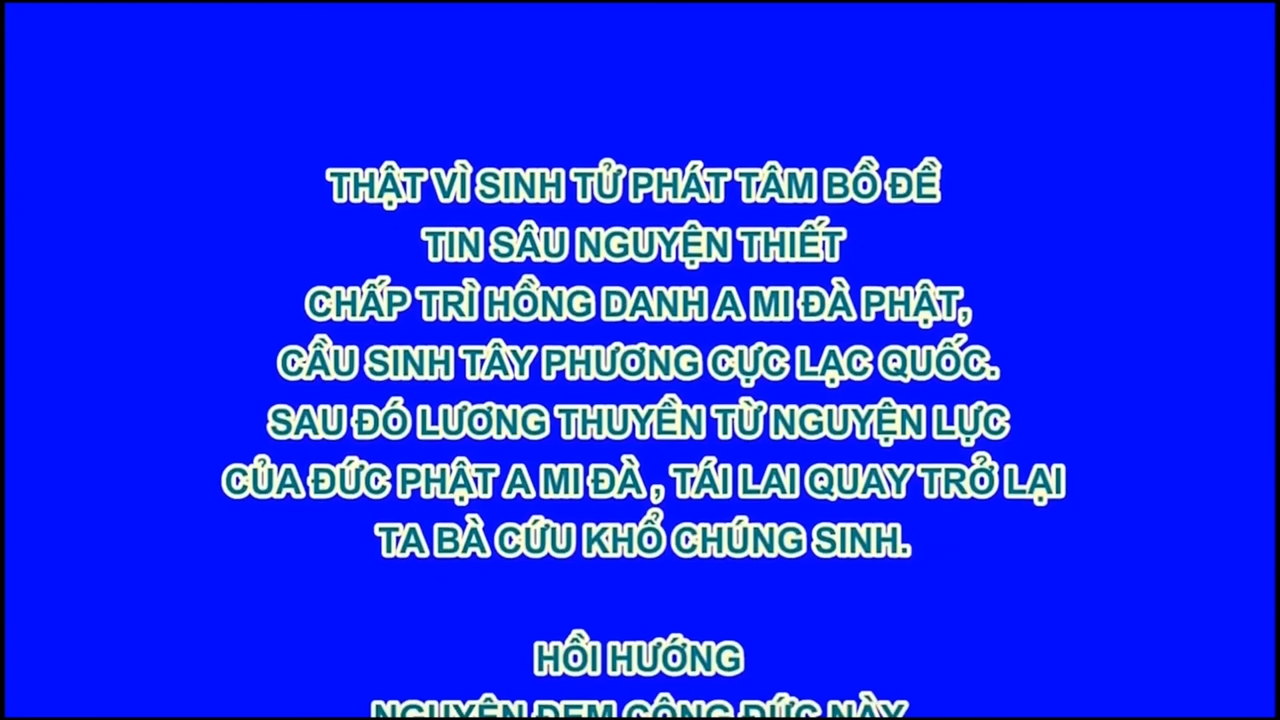 THẬT VÌ SINH TỬ PHÁT TÂM BỒ ĐỀ
TIN SÂU NGUYỆN THIẾT
CHẤP TRÌ HỒNG DANH A MI ĐÀ PHẬT,
CẦU SINH TÂY PHƯƠNG CỰC LẠC QUỐC.
SAU ĐÓ LƯƠNG THUYỀN TỪ NGUYỆN LỰC
CỦA ĐỨC PHẬT A MI ĐÀ , TÁI LAI QUAY TRỞ LẠI
TA BÀ CỨU KHỔ CHÚNG SINH.
HỒI HƯỚNG
NGUYỆN ĐEM CÔNG ĐỨC NÀY